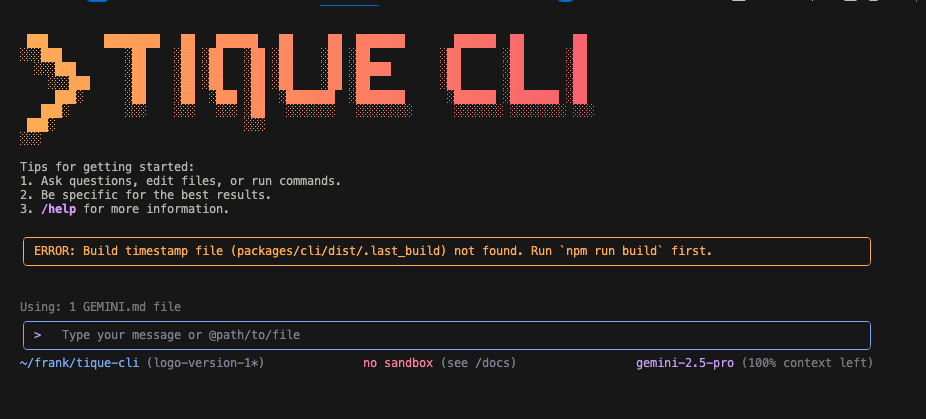 > TIQUE CLI
Tips for getting started:
1. Ask questions, edit files, or run commands.
2. Be specific for the best results.
3. /help for more information.
ERROR: Build timestamp file (packages/cli/dist/.last_build) not found. Run `npm run build` first.
Using: 1 GEMINI.md file
> Type your message or @path/to/file
~/frank/tique-cli (logo-version-1*) no sandbox (see /docs) gemini-2.5-pro (100% context left)